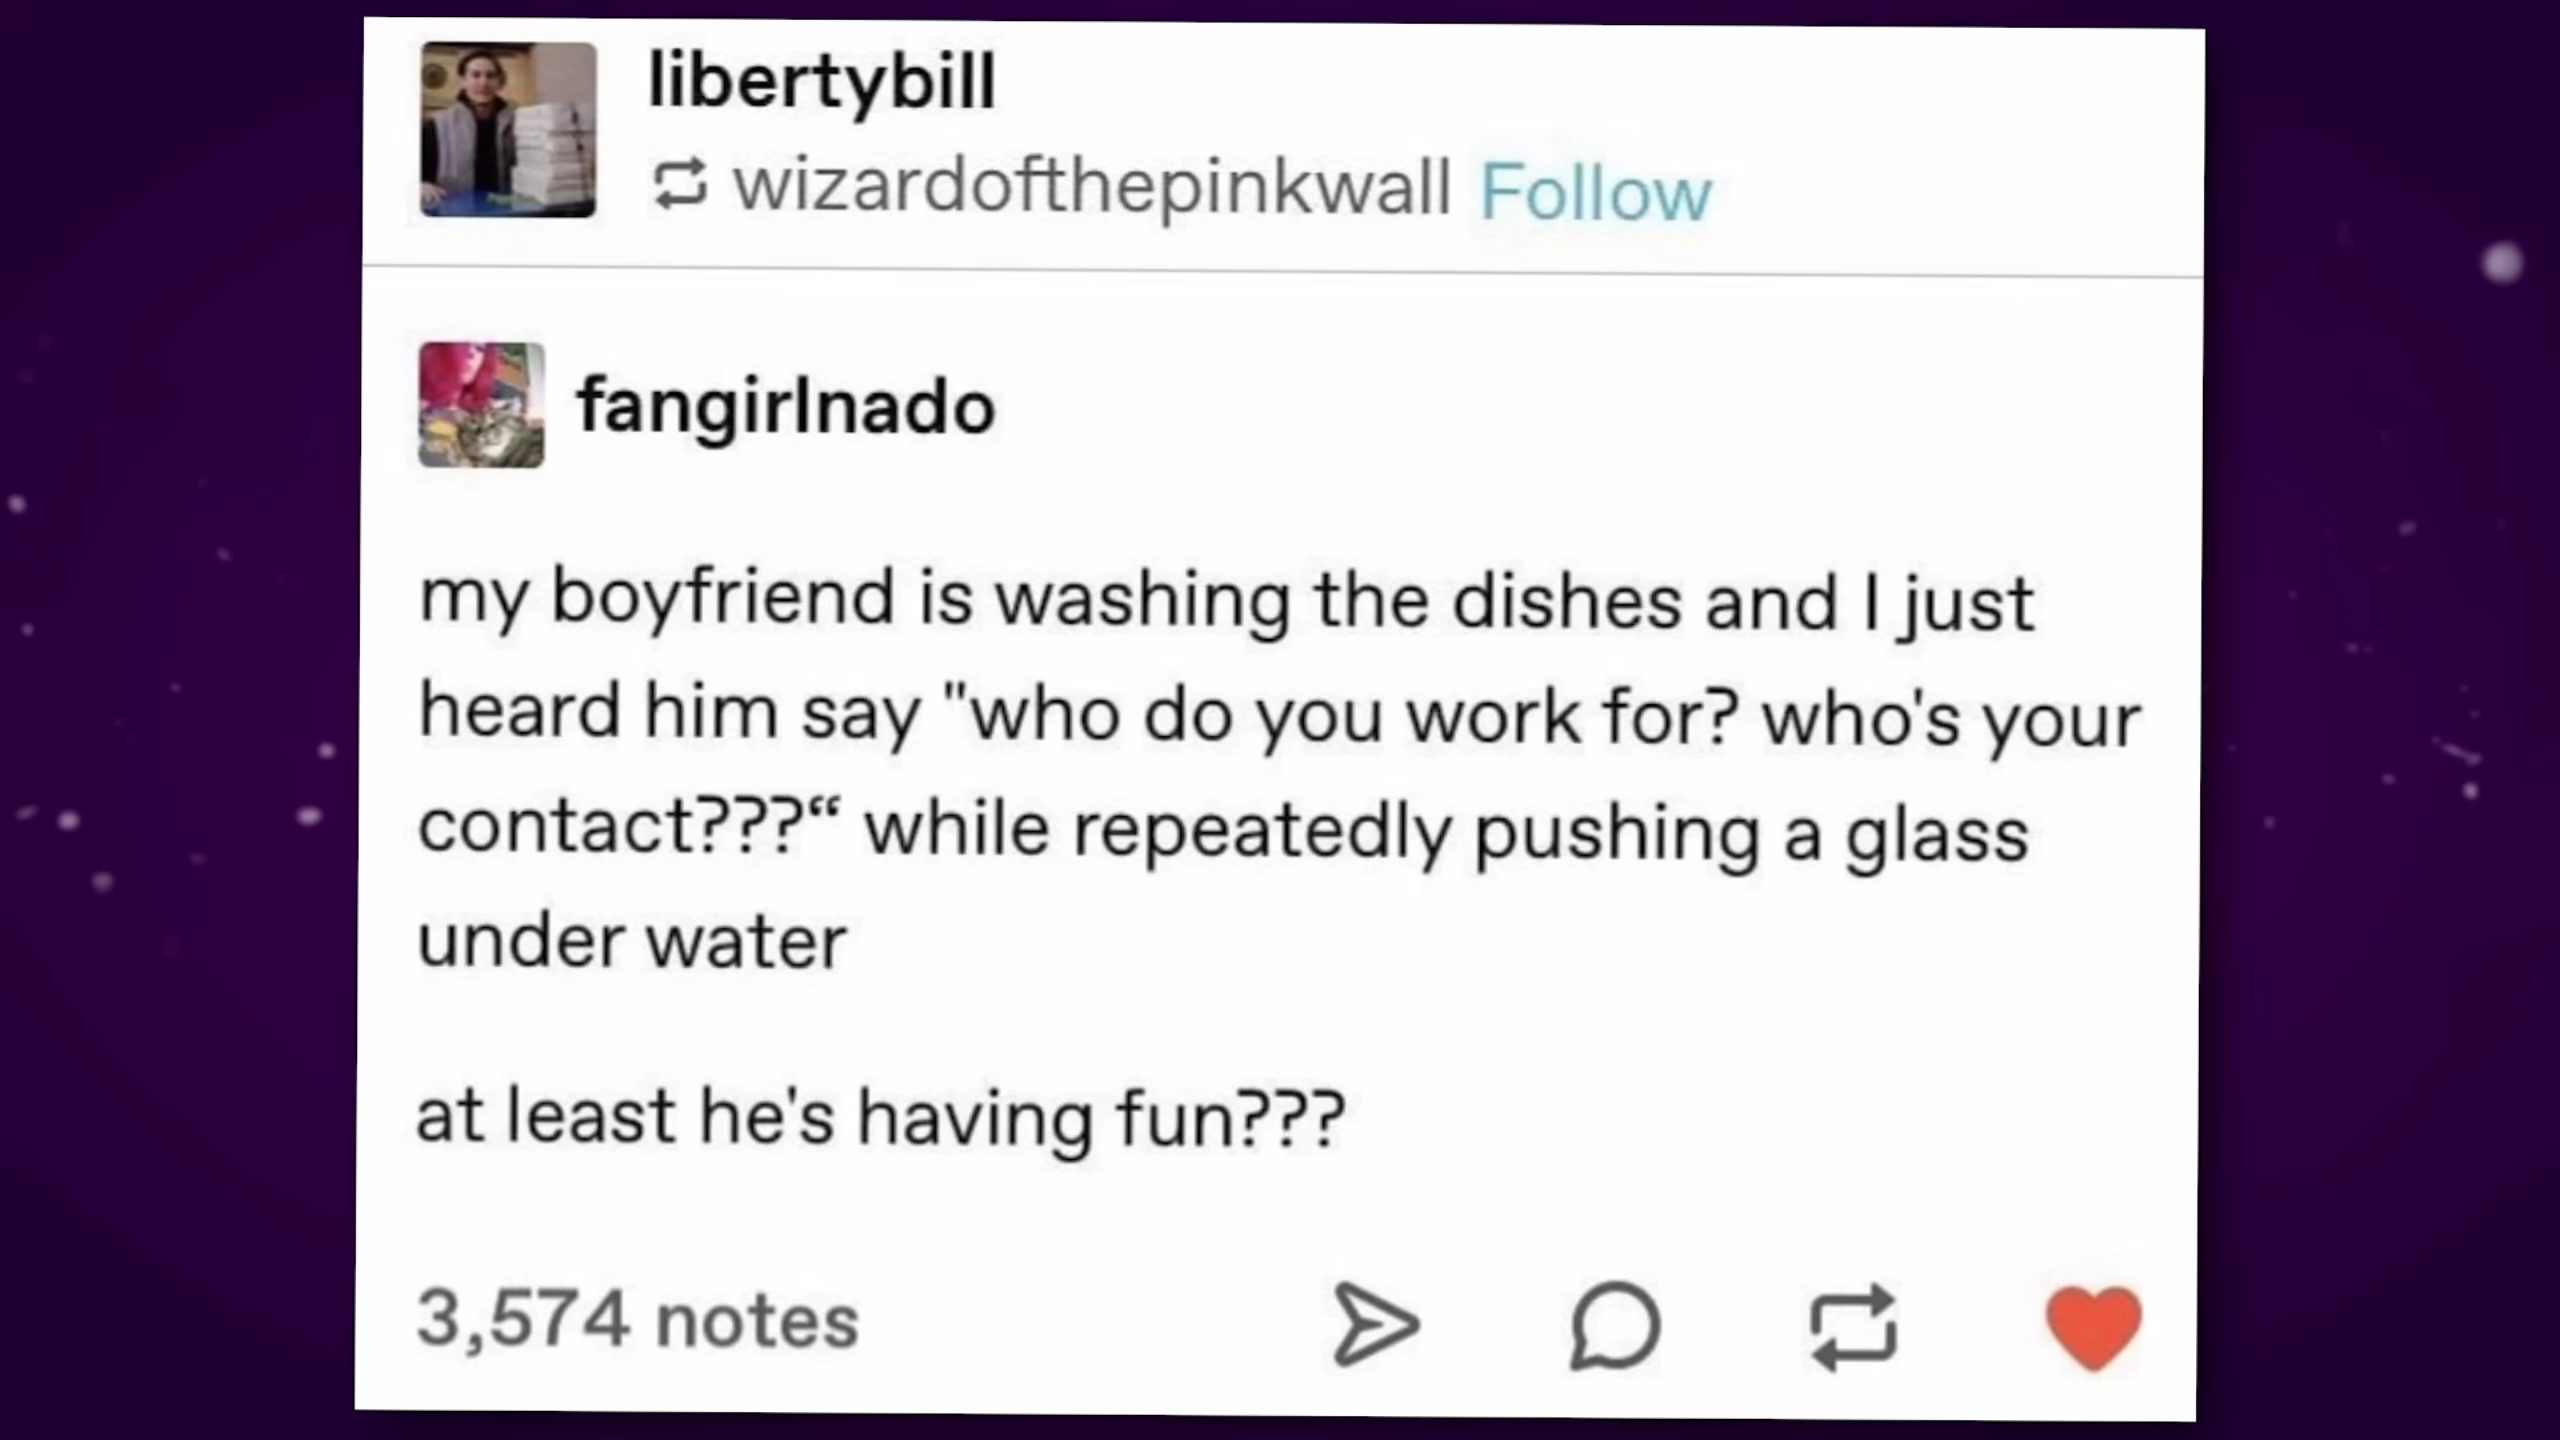 libertybill
wizardofthepinkwall Follow
fangirlnado
my boyfriend is washing the dishes and I just
heard him say "who do you work for? who's your
contact???“ while repeatedly pushing a glass
under water
at least he's having fun???
3,574 notes